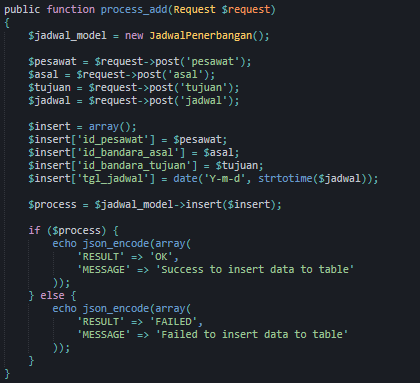 public function process_add(Request $request)
{
    $jadwal_model = new JadwalPenerbangan();

    $pesawat = $request->post('pesawat');
    $asal = $request->post('asal');
    $tujuan = $request->post('tujuan');
    $jadwal = $request->post('jadwal');

    $insert = array();
    $insert['id_pesawat'] = $pesawat;
    $insert['id_bandara_asal'] = $asal;
    $insert['id_bandara_tujuan'] = $tujuan;
    $insert['tgl_jadwal'] = date('Y-m-d', strtotime($jadwal));

    $process = $jadwal_model->insert($insert);

    if ($process) {
        echo json_encode(array(
            'RESULT' => 'OK',
            'MESSAGE' => 'Success to insert data to table'
        ));
    } else {
        echo json_encode(array(
            'RESULT' => 'FAILED',
            'MESSAGE' => 'Failed to insert data to table'
        ));
    }
}